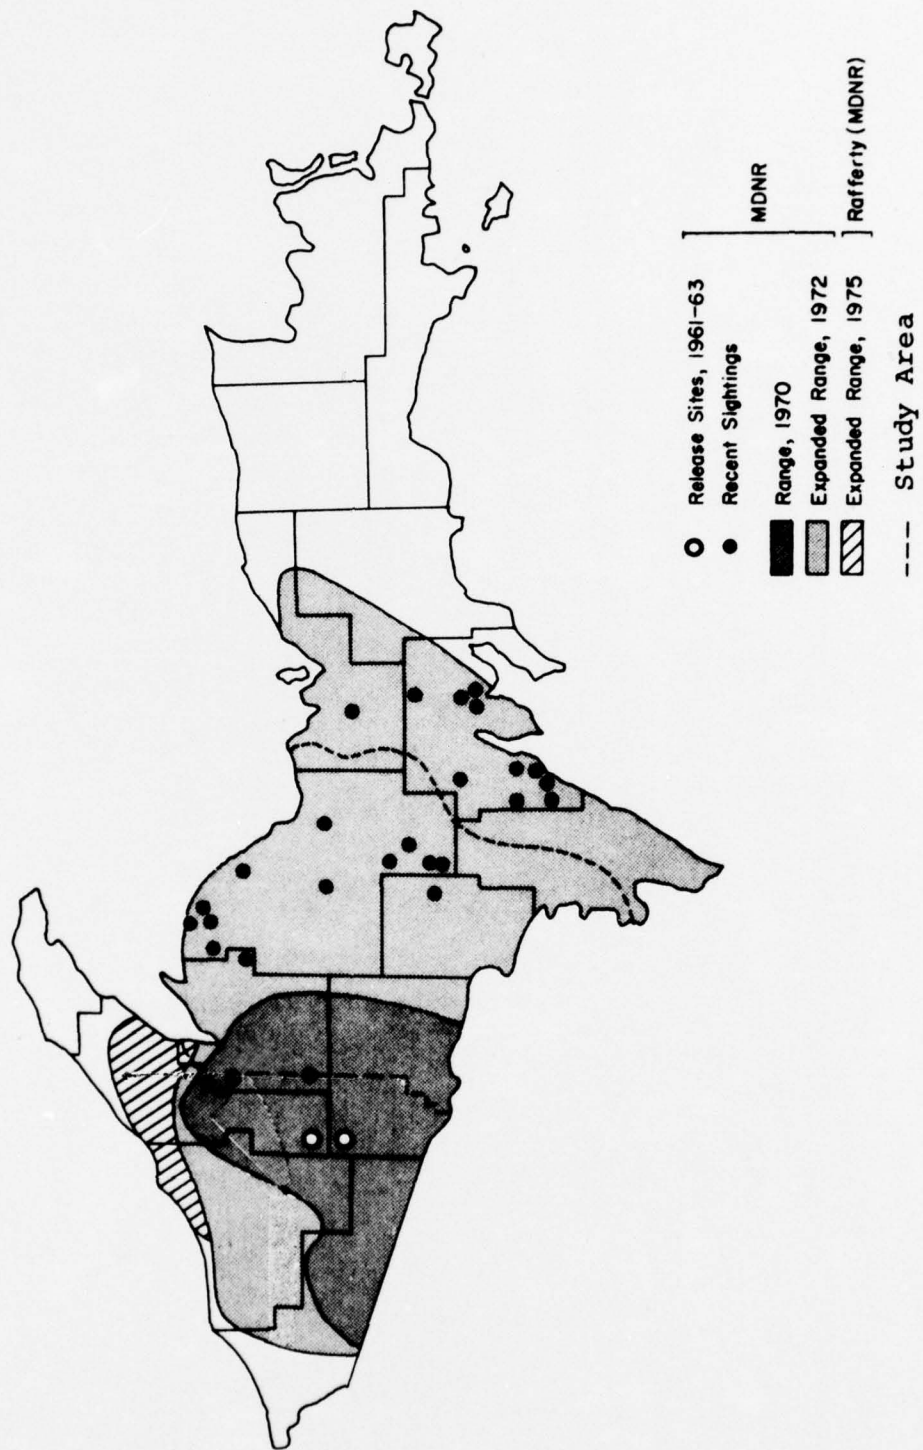 Release Sites, 1961-63
Recent Sightings
Range, 1970
Expanded Range, 1972
MDNR
Expanded Range, 1975
Rafferty (MDNR)
Study Area